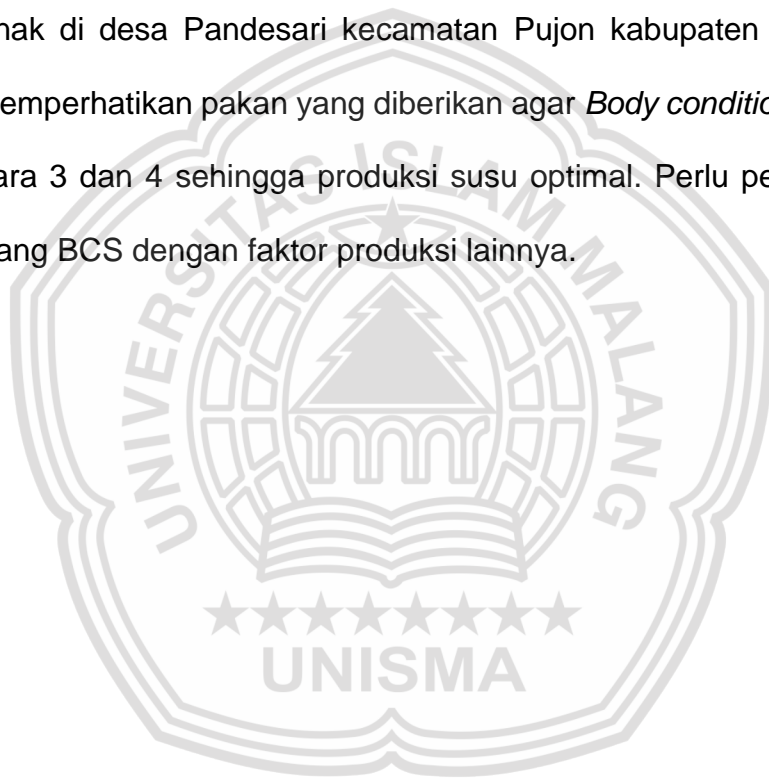 nak di desa Pandesari kecamatan Pujon kabupaten
emperhatikan pakan yang diberikan agar Body conditio
ara 3 dan 4 sehingga produksi susu optimal. Perlu pe
ang BCS dengan faktor produksi lainnya.
UNIVERSITAS ISLAM MALANG
UNISMA